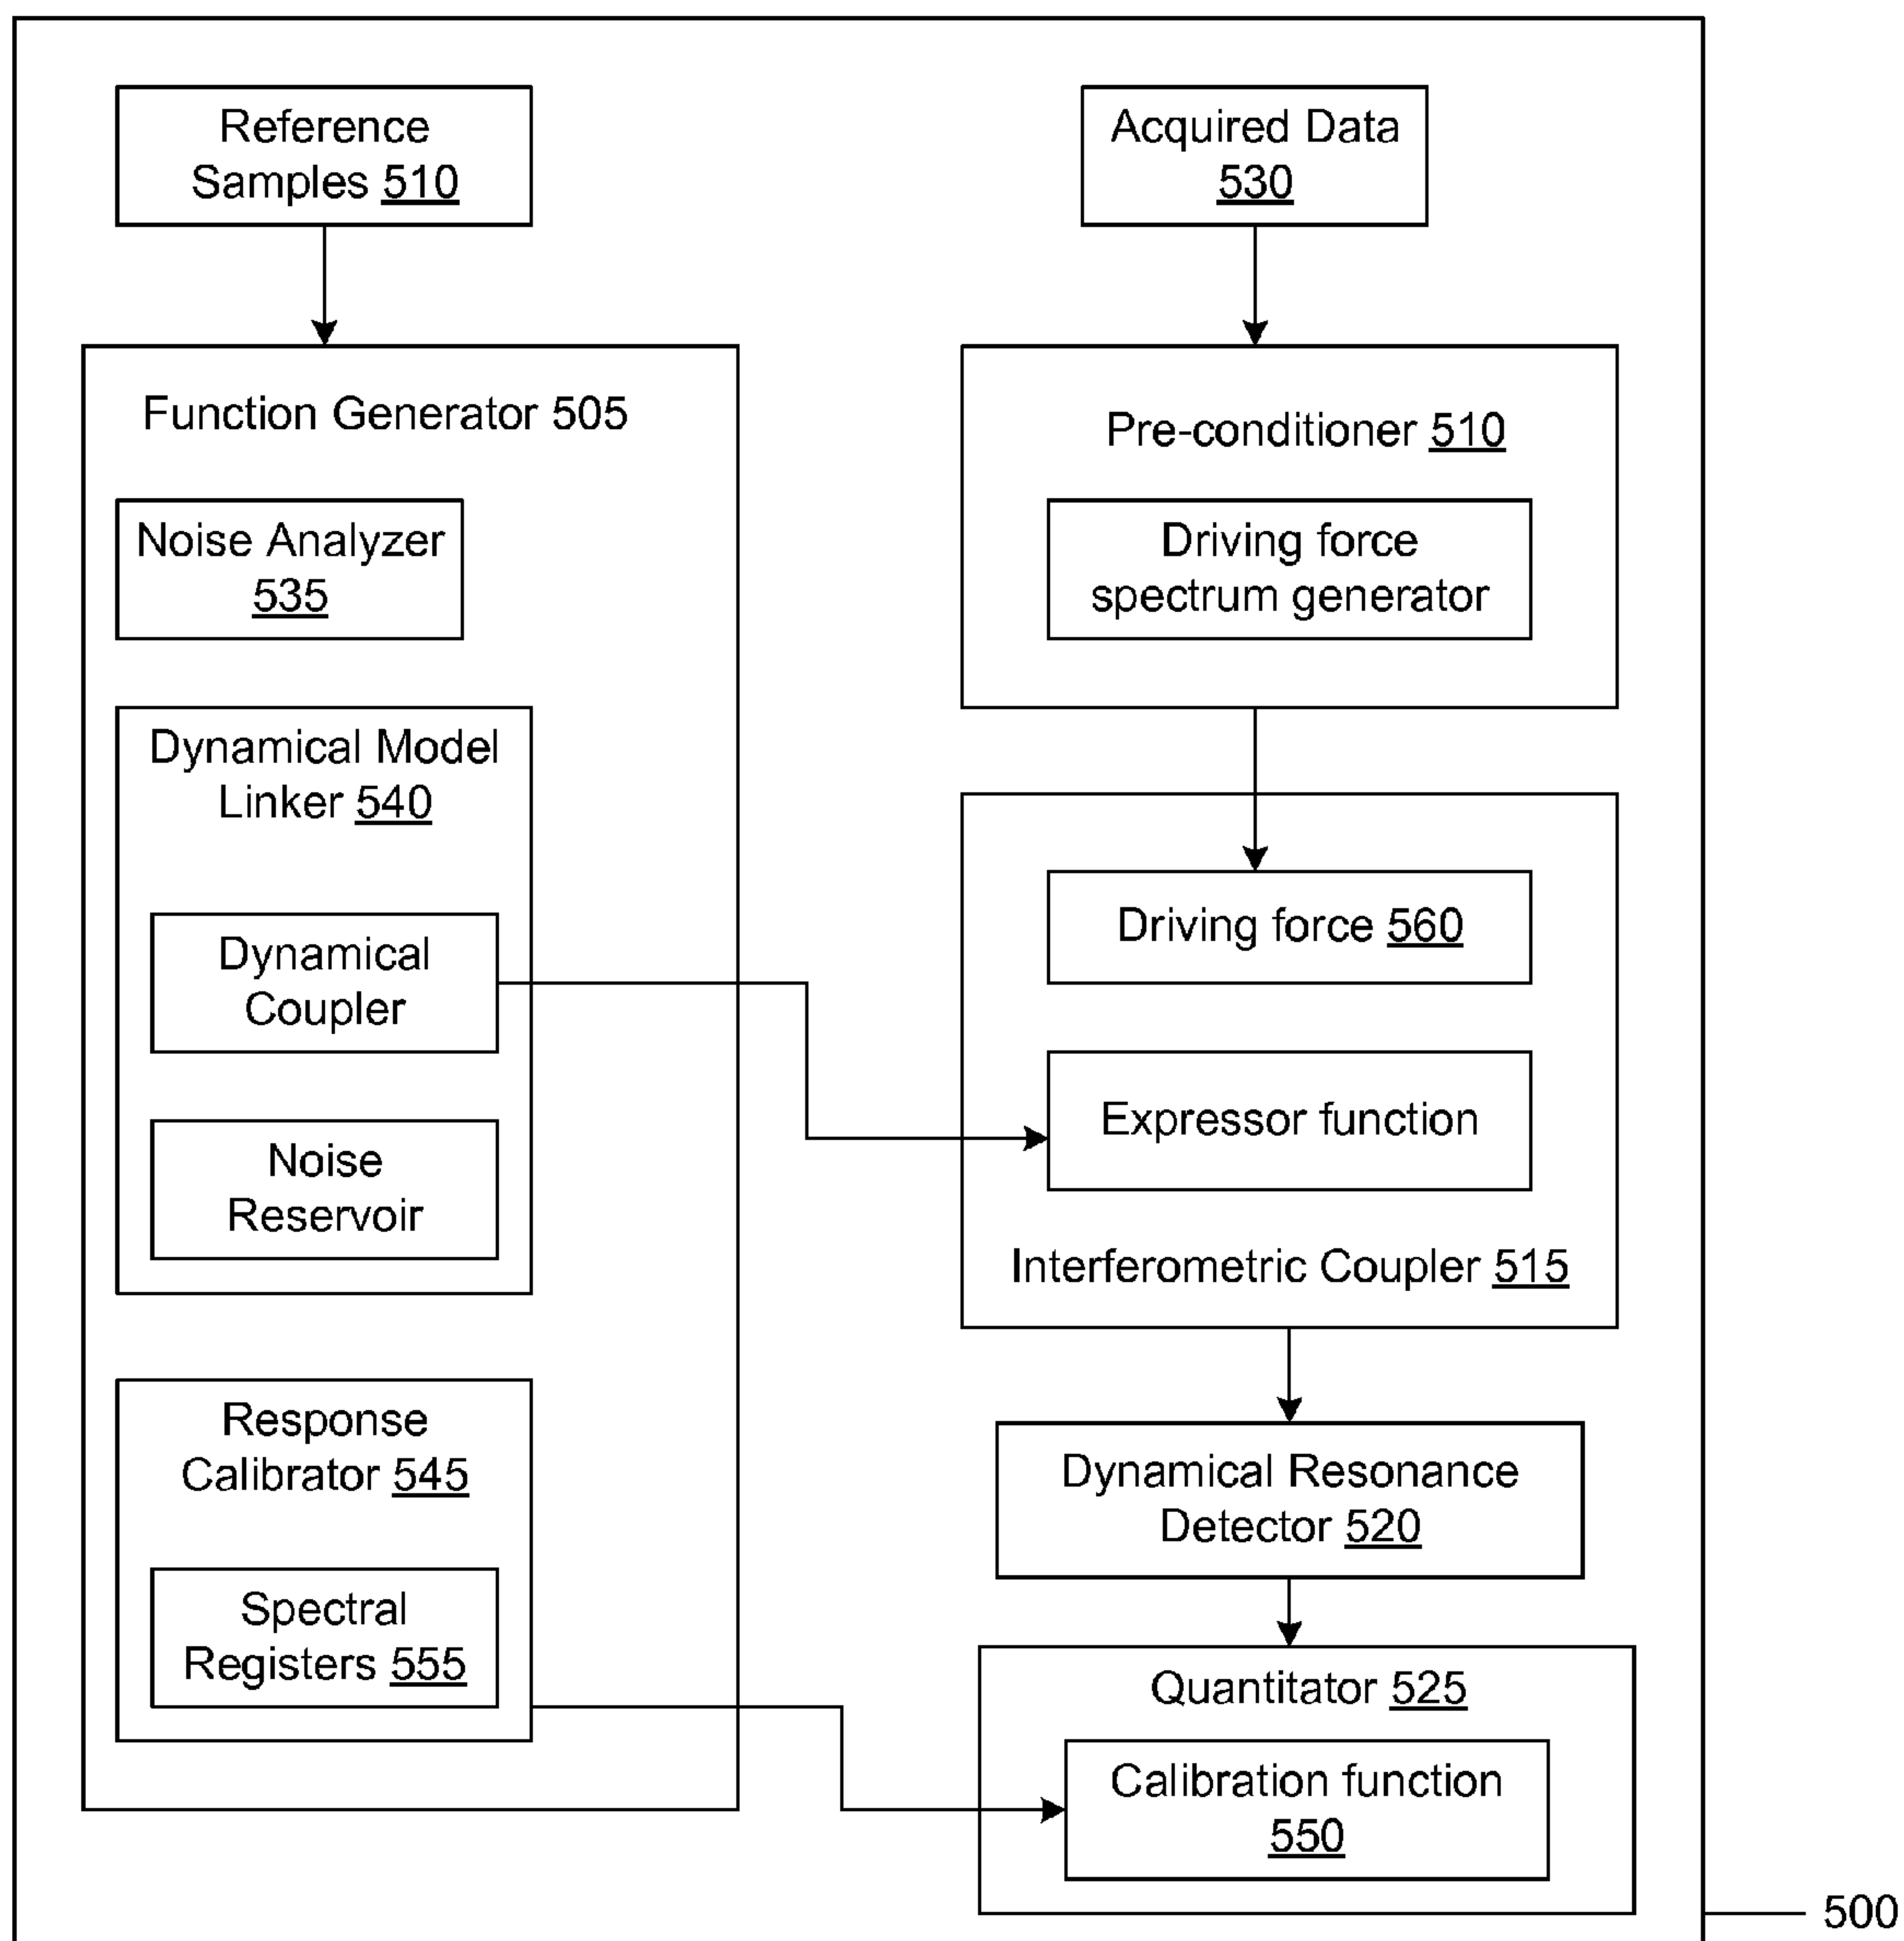 Reference
Samples 510
Function Generator 505
Noise Analyzer
535
Dynamical Model
Linker 540
Dynamical
Coupler
Noise
Reservoir
Response
Calibrator 545
Spectral
Registers 555
Acquired Data
530
Pre-conditioner 510
Driving force
spectrum generator
Driving force 560
Expressor function
Interferometric Coupler 515
Dynamical Resonance
Detector 520
Quantitator 525
Calibration function
550
500